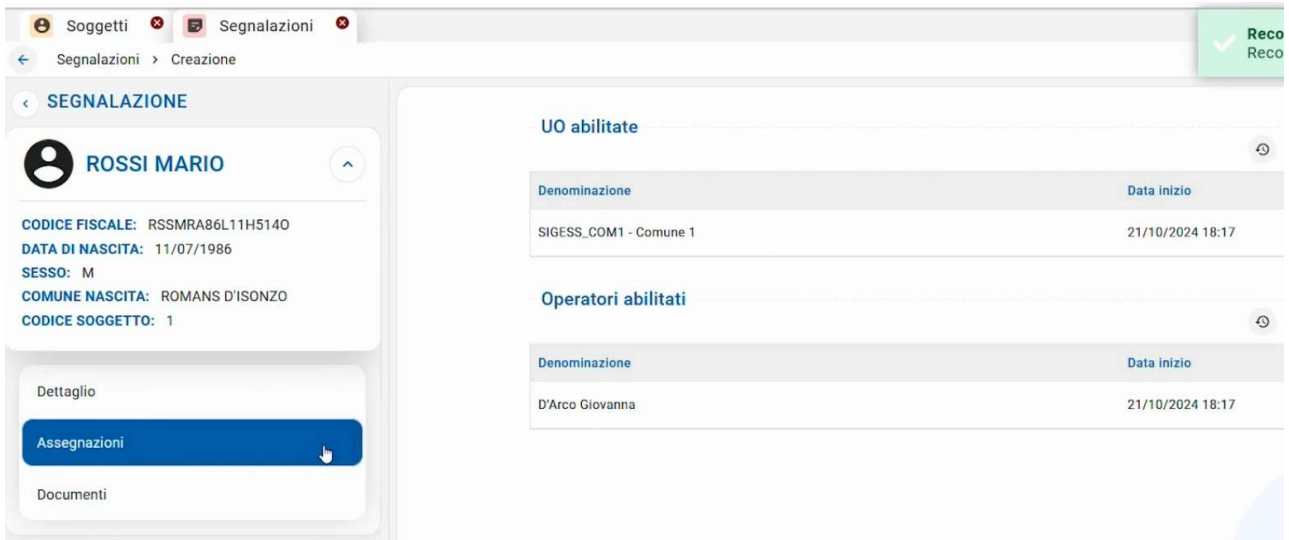 Soggetti Segnalazioni
Reco
Reco
Segnalazioni > Creazione
SEGNALAZIONE
ROSSI MARIO
CODICE FISCALE: RSSMRA86L11H514O
DATA DI NASCITA: 11/07/1986
SESSO: M
COMUNE NASCITA: ROMANS D'ISONZO
CODICE SOGGETTO: 1
Dettaglio
Assegnazioni
Documenti
UO abilitate
Denominazione Data inizio
SIGESS_COM1 - Comune 1 21/10/2024 18:17
Operatori abilitati
Denominazione Data inizio
D'Arco Giovanna 21/10/2024 18:17